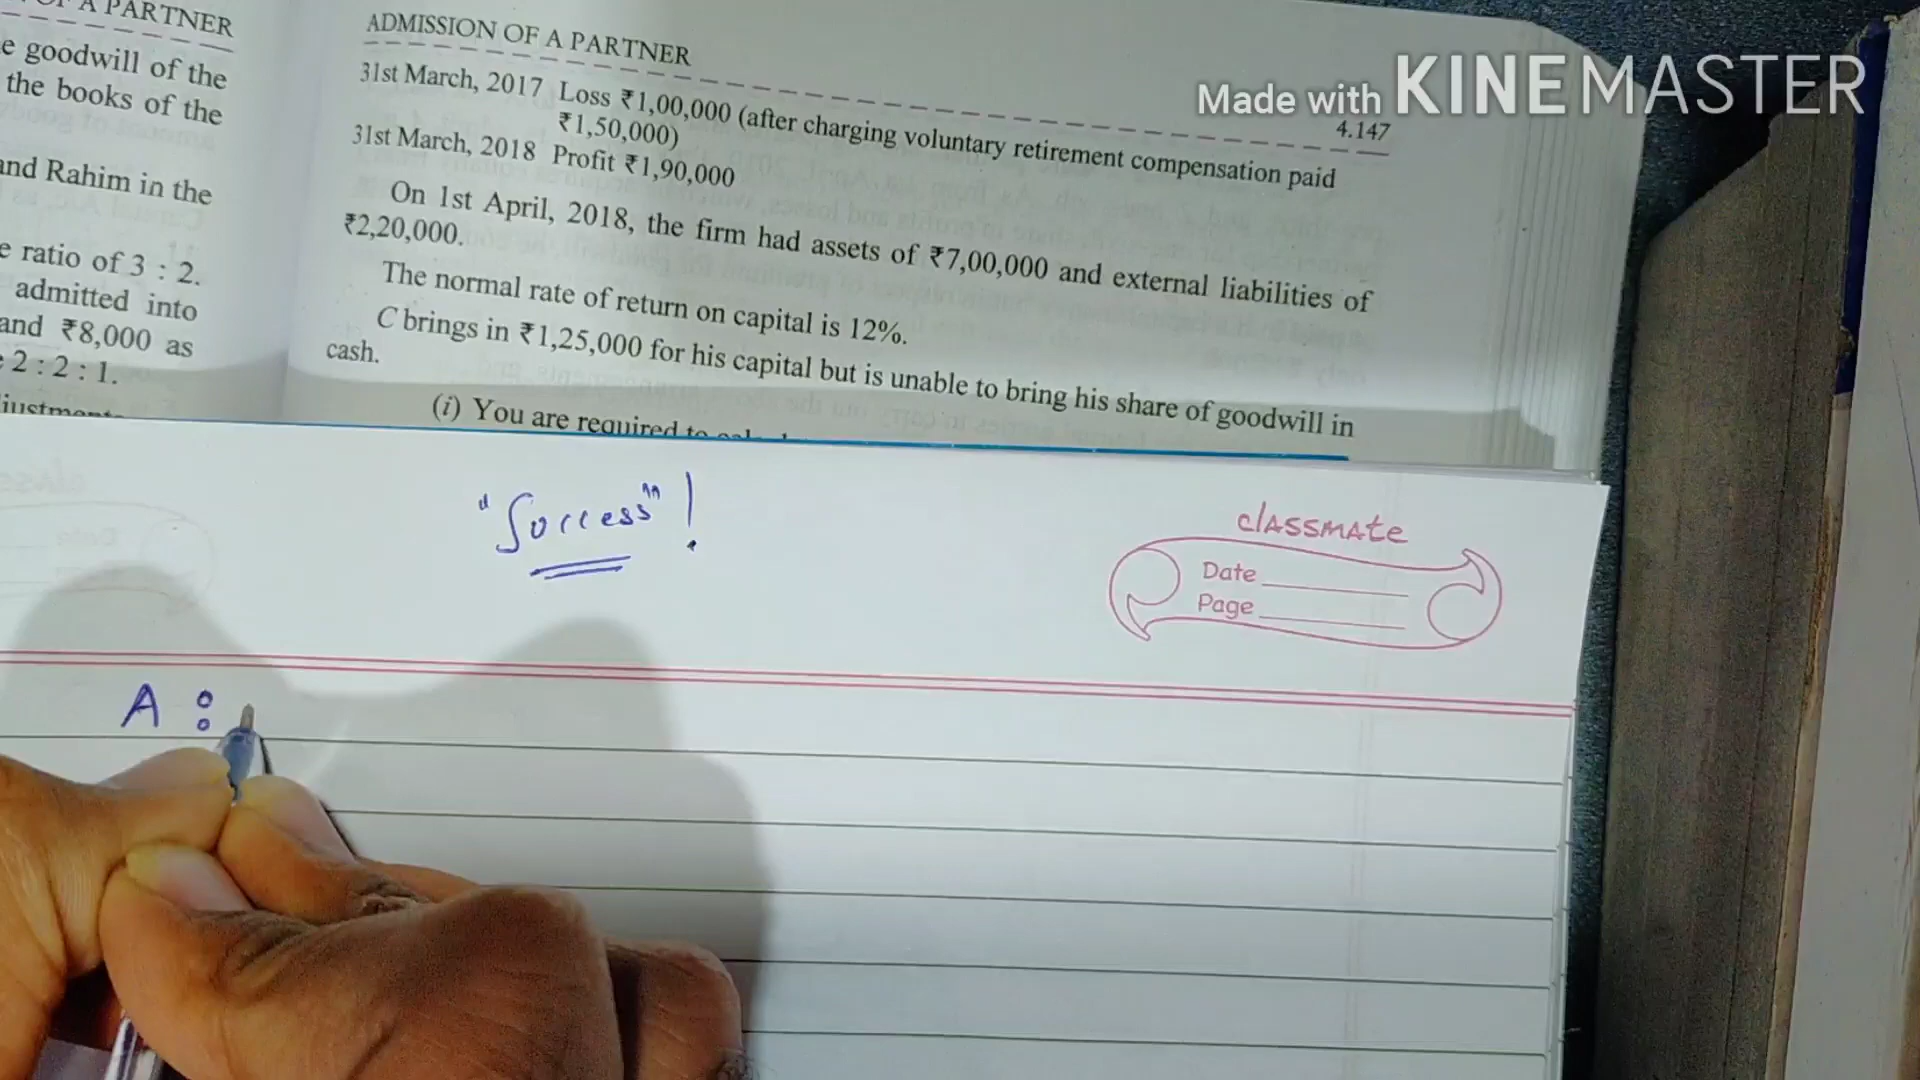 A PARTNER
e goodwill of the
the books of the
and Rahim in the
e ratio of 3 : 2.
admitted into
and ₹8,000 as
2 : 2 : 1.
ADMISSION OF A PARTNER
4.147
31st March, 2017 Loss ₹1,00,000 (after charging voluntary retirement compensation paid
₹1,50,000)
31st March, 2018 Profit ₹1,90,000
On 1st April, 2018, the firm had assets of ₹7,00,000 and external liabilities of
₹2,20,000.
The normal rate of return on capital is 12%.
C brings in ₹1,25,000 for his capital but is unable to bring his share of goodwill in
cash.
(i) You are required to
Made with KINEMASTER
"Success" !
classmate
Date
Page
A :